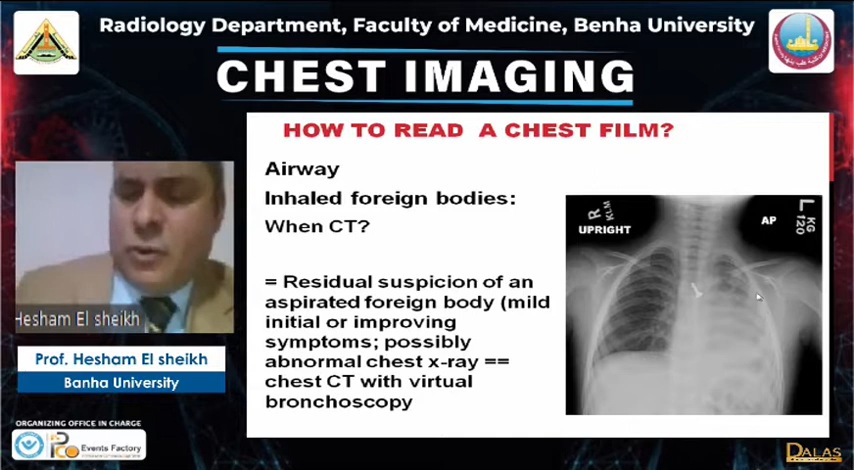 Radiology Department, Faculty of Medicine, Benha University
CHEST IMAGING
HOW TO READ A CHEST FILM?
Airway
Inhaled foreign bodies:
When CT?
= Residual suspicion of an
aspirated foreign body (mild
initial or improving
symptoms; possibly
abnormal chest x-ray ==
chest CT with virtual
bronchoscopy
R
KLM
UPRIGHT
AP
L
KG
120
Hesham El sheikh
Prof. Hesham El sheikh
Banha University
ORGANIZING OFFICE IN CHARGE
Events Factory
DALAS